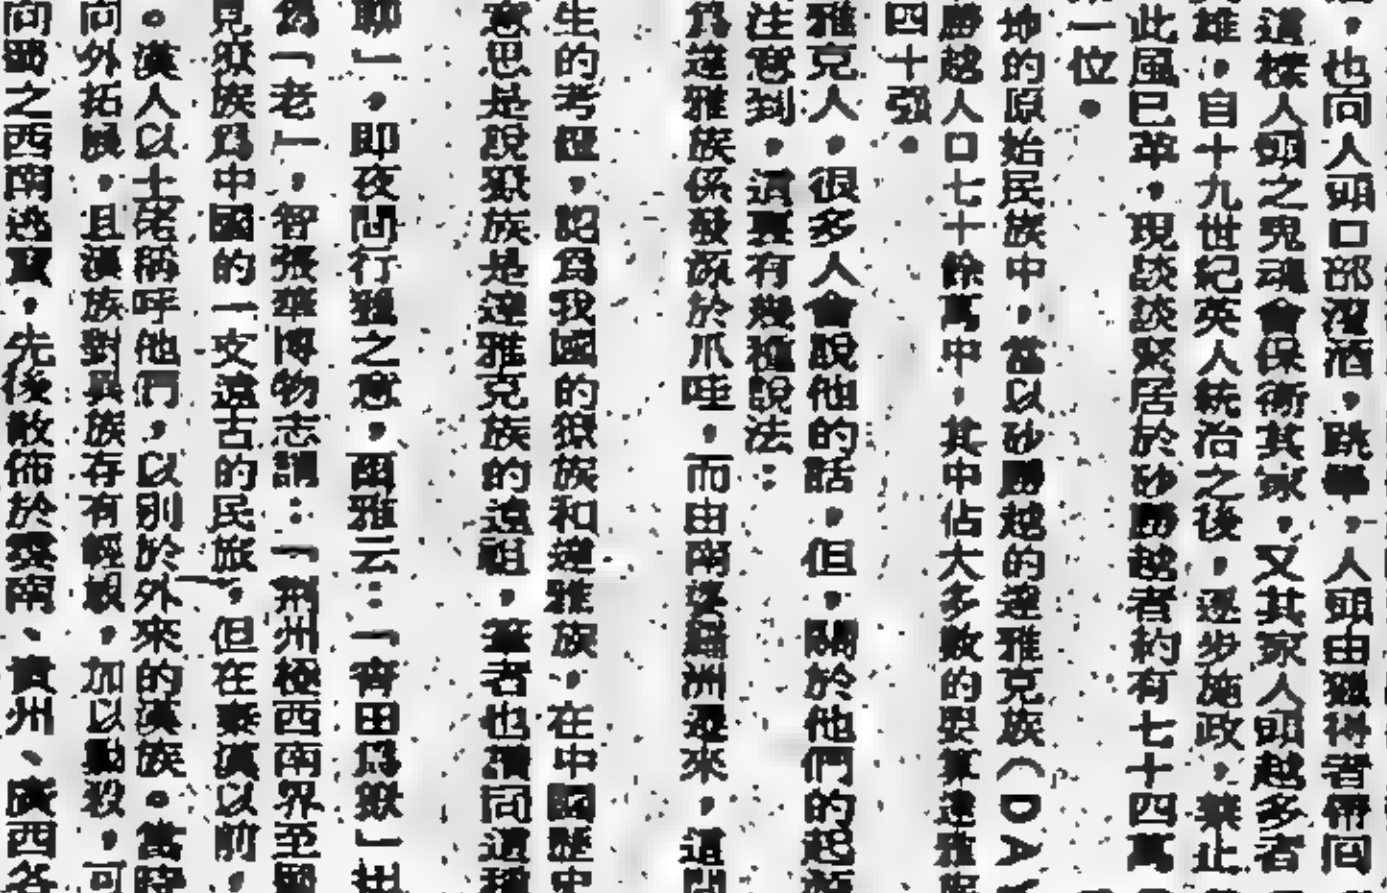 ，也向人頭口部灌酒，跳舉，人頭由獵得者帶回
這樣人頭之鬼魂會保衛其家，又其家人頭越多者
雄，自十九世紀英人統治之後，逐步施政，禁止
此風已革，現談談聚居於砂勝越者約有七十四萬
一位。
地的原始民族中，當以砂勝越的達雅克族（DAY
勝越人口七十餘萬中，其中佔大多數的要算達雅
四十强。
雅克人，很多人會說他的話，但，關於他們的起源
注意到，這裏有幾種說法：
爲達雅族係發源於爪哇，而由南洋羣洲遷來，這
生的考證，認爲我國的獠族和達雅族，在中國歷史
意思是說獠族是達雅克族的遠祖，筆者也贊同這種
聊」，即夜間行獵之意，爾雅云：「宵田爲獠」出
爲「老」，智張華博物志謂：「荆州極西南界至蜀
見獠族爲中國的一支遠古的民旅，但在秦漢以前，
。漢人以土佬稱呼他們，以別於外來的漢族。當時
向外拓展，且漢族對異族存有輕視，加以勦殺，可
向蜀之西南逃竄，先後散佈於雲南、貴州、廣西各